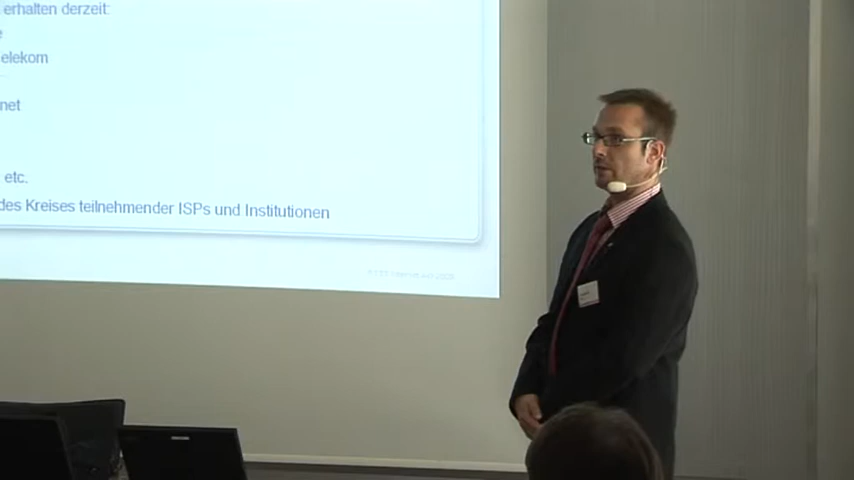 erhalten derzeit:
e
elekom
net
etc.
des Kreises teilnehmender ISPs und Institutionen